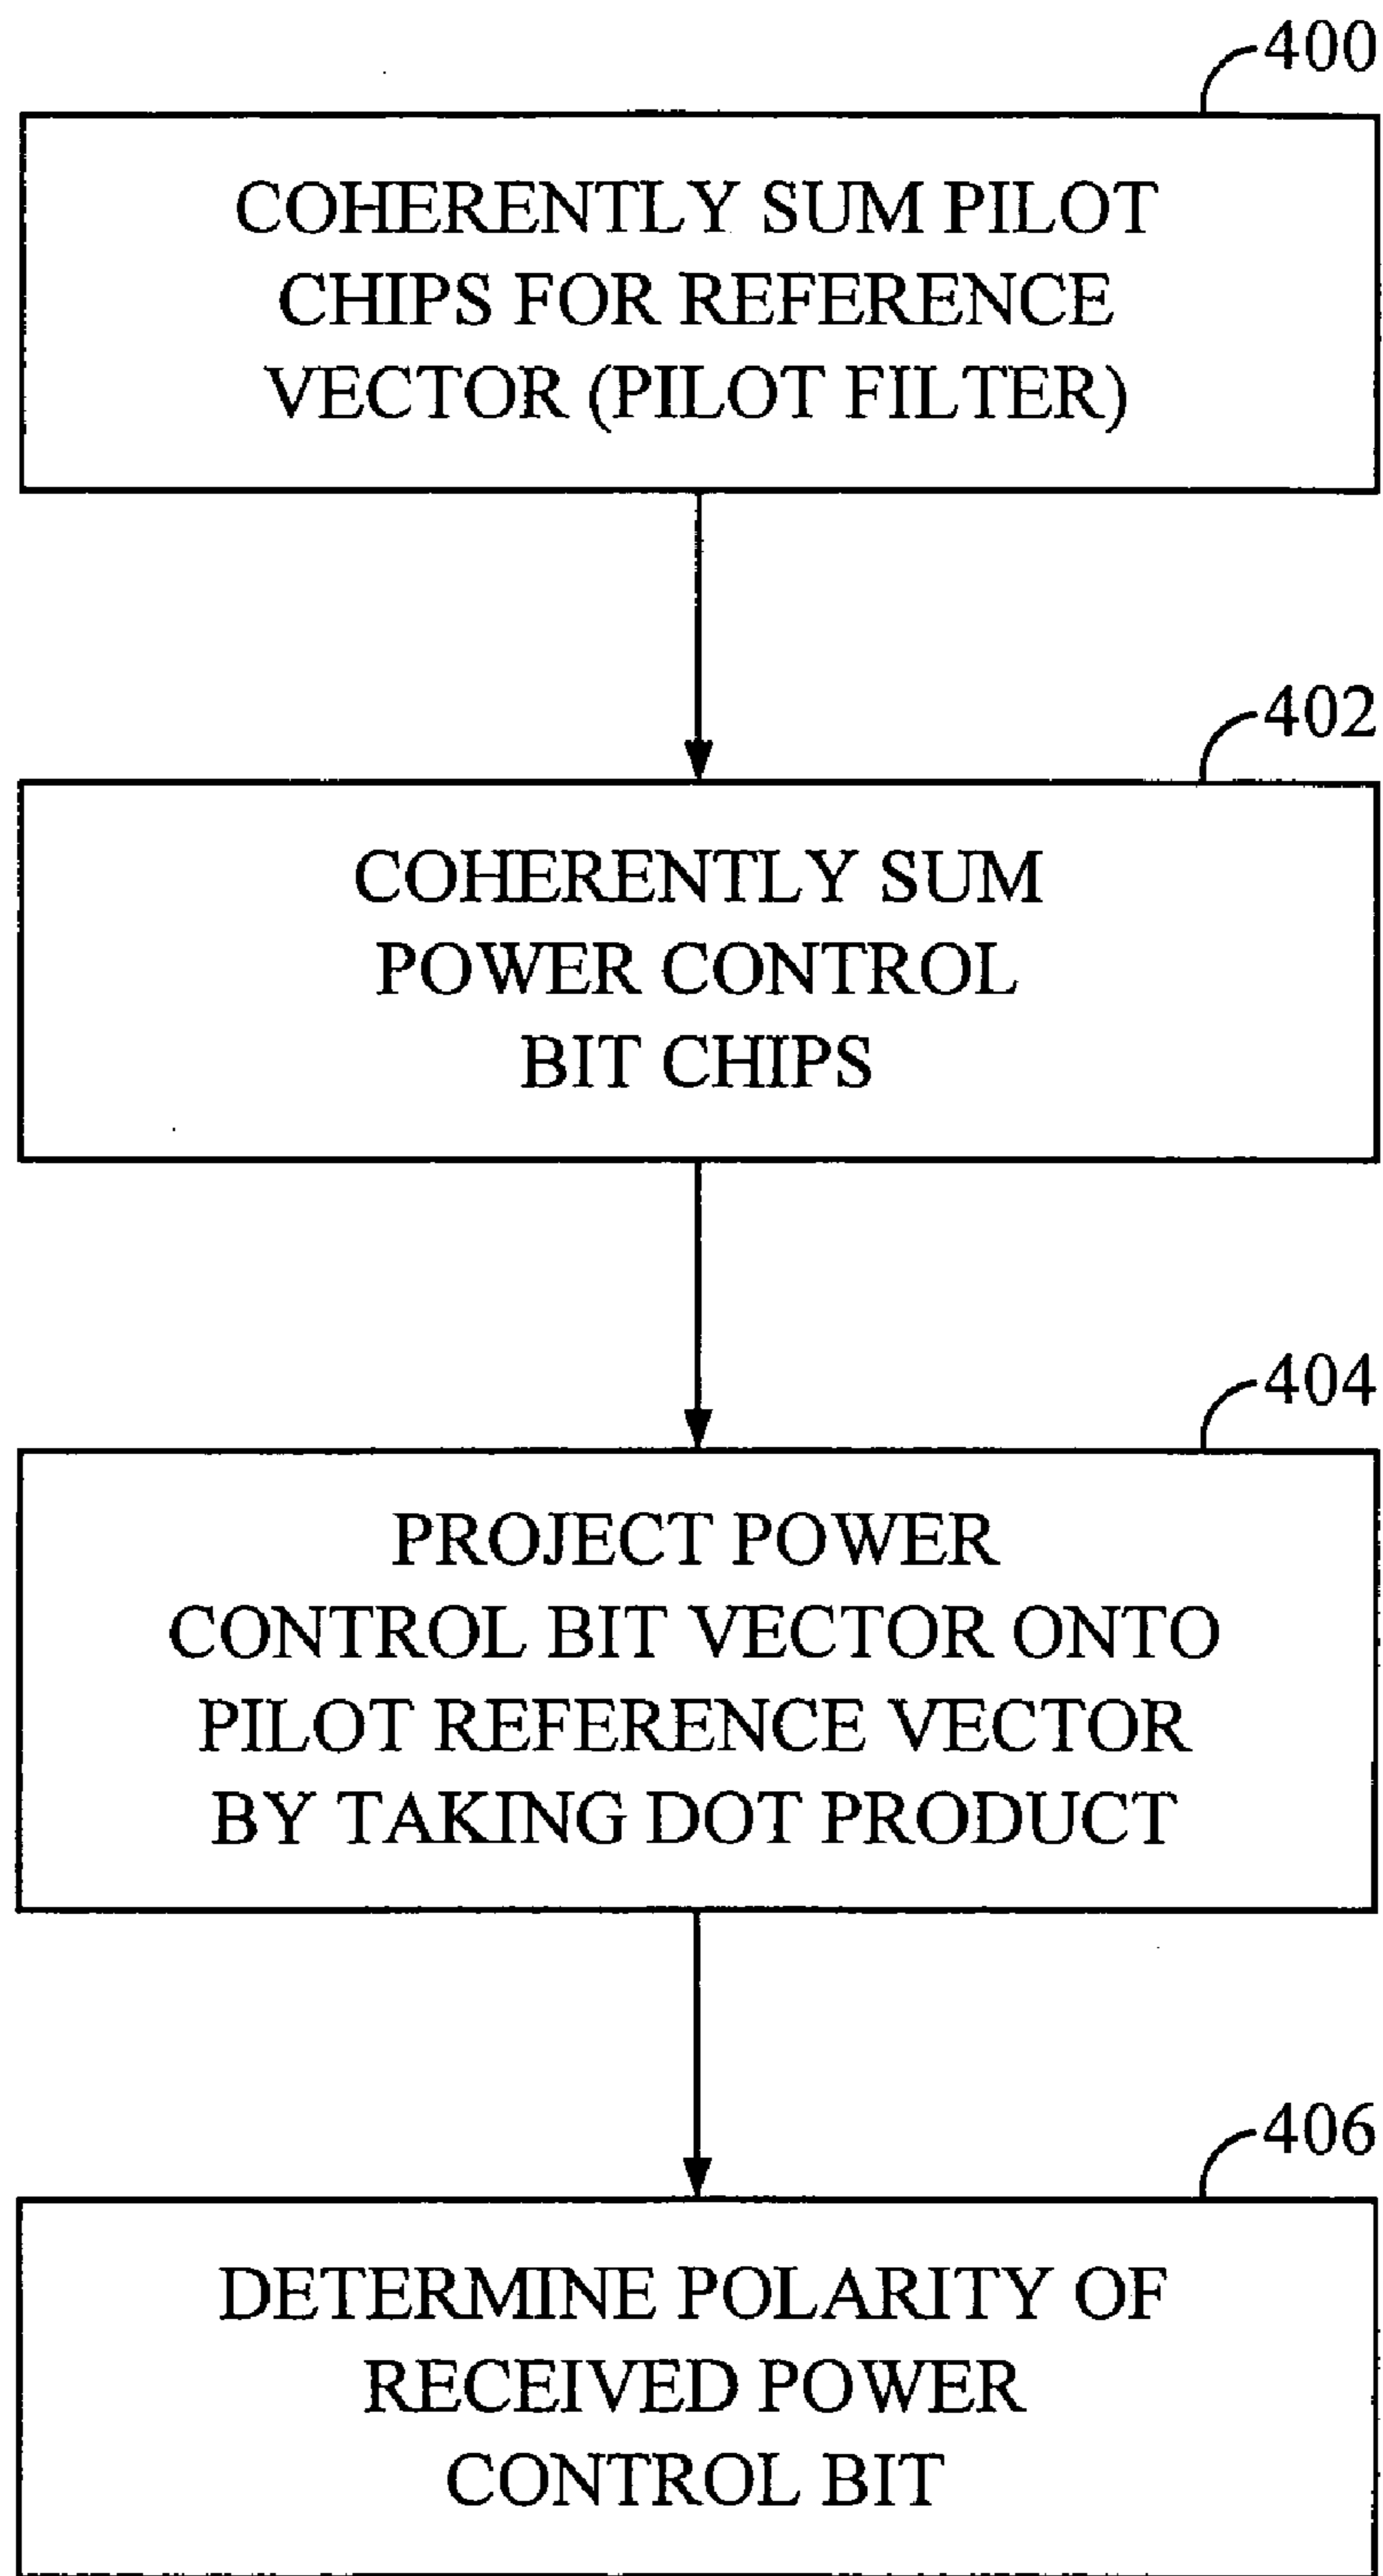 400
COHERENTLY SUM PILOT
CHIPS FOR REFERENCE
VECTOR (PILOT FILTER)
402
COHERENTLY SUM
POWER CONTROL
BIT CHIPS
404
PROJECT POWER
CONTROL BIT VECTOR ONTO
PILOT REFERENCE VECTOR
BY TAKING DOT PRODUCT
406
DETERMINE POLARITY OF
RECEIVED POWER
CONTROL BIT